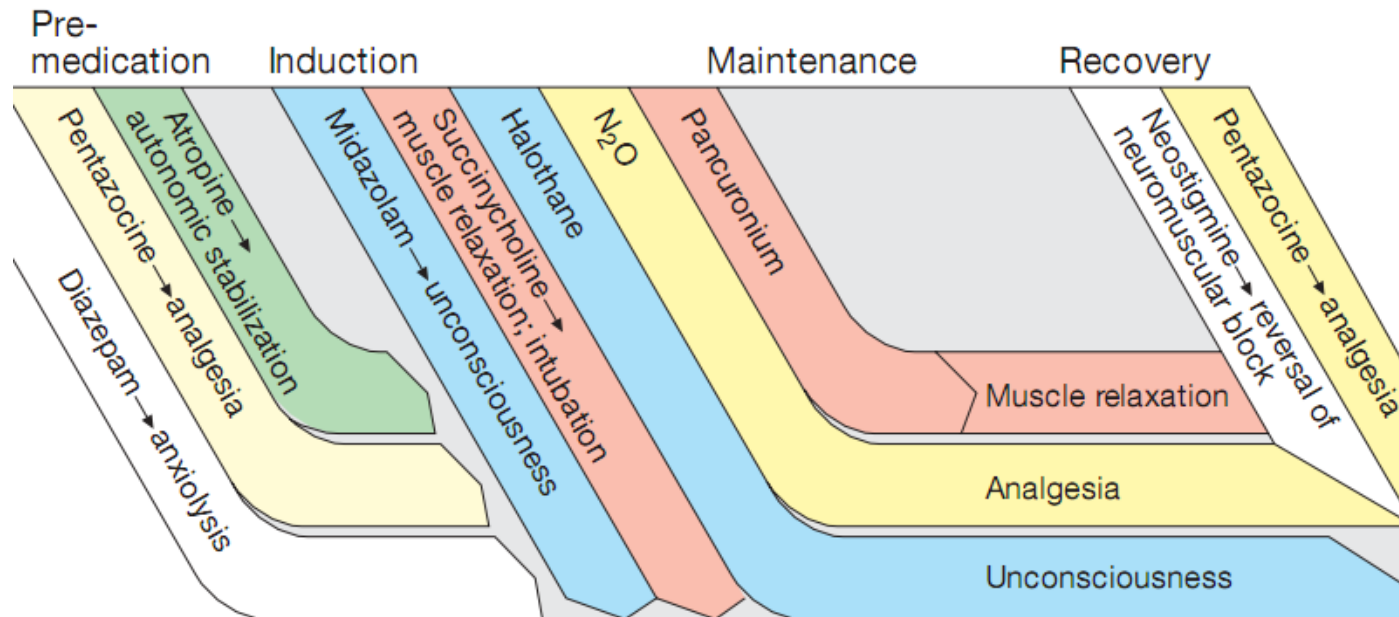 Pre-
medication
Induction
Maintenance
Recovery
Diazepam → anxiolysis
Pentazocine → analgesia
Atropine →
autonomic stabilization
Midazolam → unconsciousness
Succinycholine →
muscle relaxation; intubation
Halothane
N₂O
Pancuronium
Neostigmine → reversal of
neuromuscular block
Pentazocine → analgesia
Muscle relaxation
Analgesia
Unconsciousness